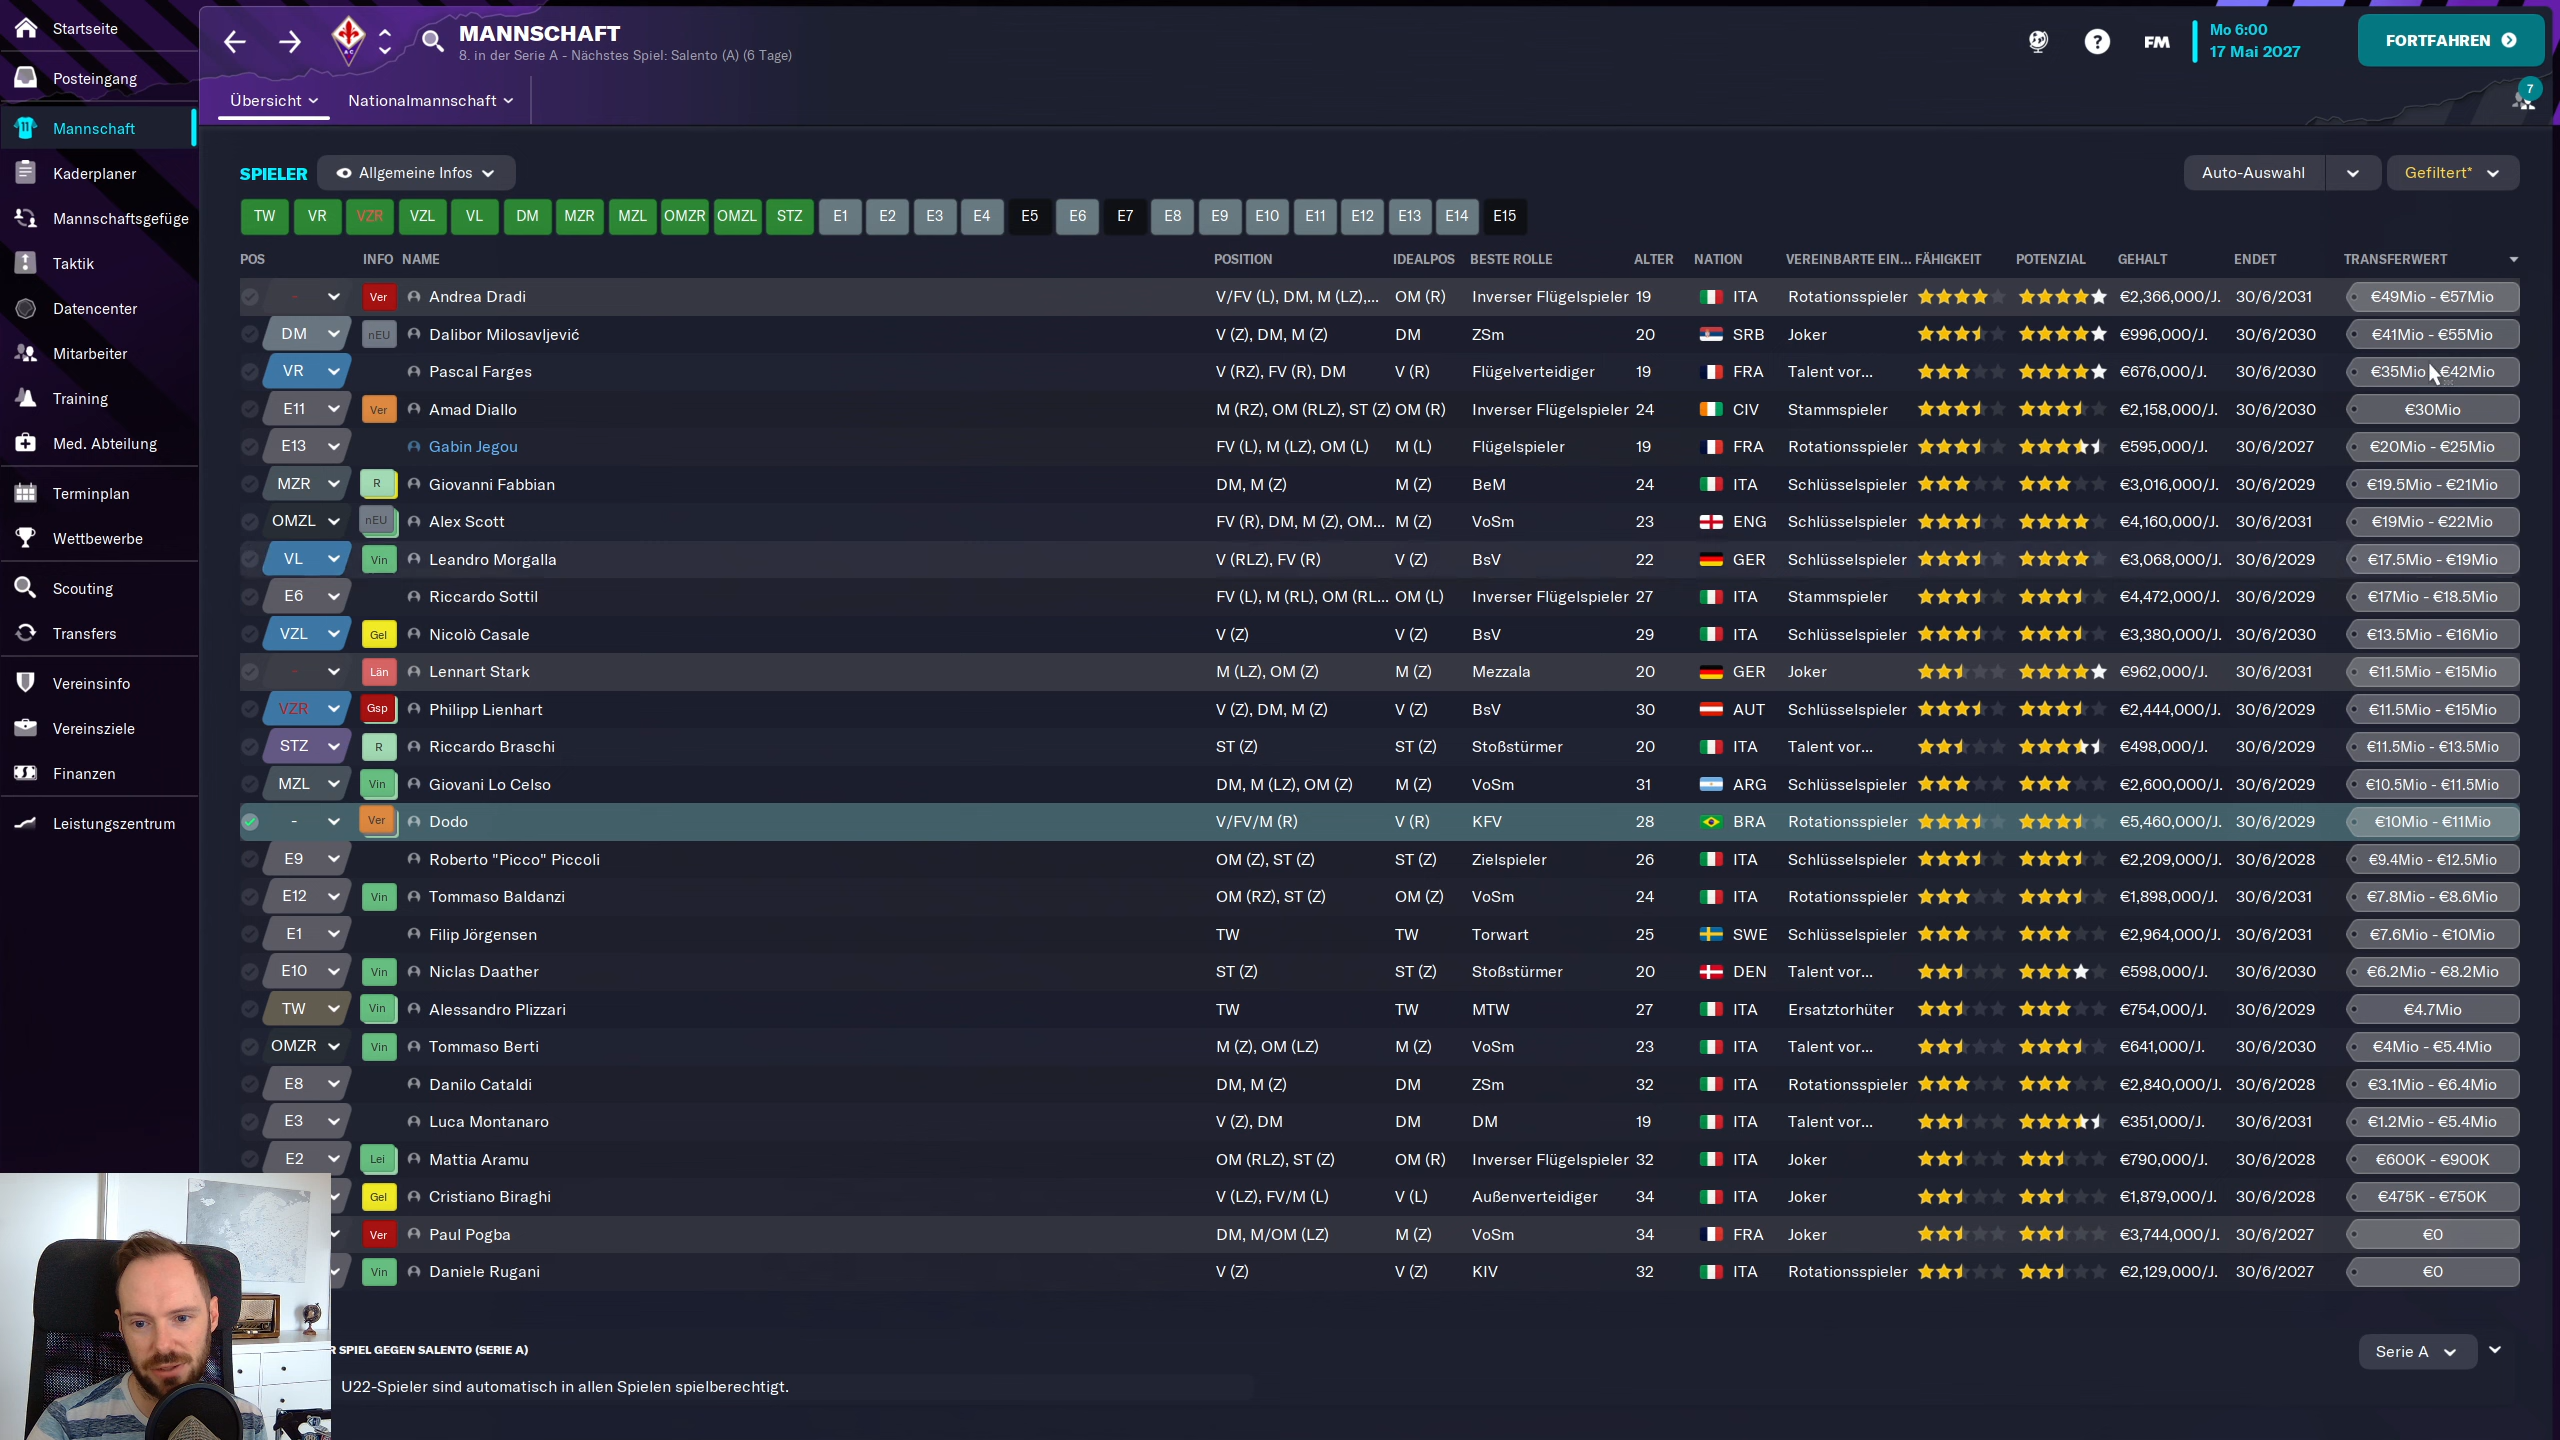 Startseite
Posteingang
Mannschaft
Kaderplaner
Mannschaftsgefüge
Taktik
Datencenter
Mitarbeiter
Training
Med. Abteilung
Terminplan
Wettbewerbe
Scouting
Transfers
Vereinsinfo
Vereinsziele
Finanzen
Leistungszentrum
MANNSCHAFT
8. in der Serie A - Nächstes Spiel: Salento (A) (6 Tage)
FM
Mo 6:00
17 Mai 2027
FORTFAHREN
7
Übersicht Nationalmannschaft
SPIELER Allgemeine Infos Auto-Auswahl Gefiltert*
TW VR VZR VZL VL DM MZR MZL OMZR OMZL STZ E1 E2 E3 E4 E5 E6 E7 E8 E9 E10 E11 E12 E13 E14 E15
POS INFO NAME POSITION IDEALPOS BESTE ROLLE ALTER NATION VEREINBARTE EIN... FÄHIGKEIT POTENZIAL GEHALT ENDET TRANSFERWERT
- Ver Andrea Dradi V/FV (L), DM, M (LZ),... OM (R) Inverser Flügelspieler 19 ITA Rotationsspieler €2,366,000/J. 30/6/2031 €49Mio - €57Mio
DM nEU Dalibor Milosavljević V (Z), DM, M (Z) DM ZSm 20 SRB Joker €996,000/J. 30/6/2030 €41Mio - €55Mio
VR Pascal Farges V (RZ), FV (R), DM V (R) Flügelverteidiger 19 FRA Talent vor... €676,000/J. 30/6/2030 €35Mio €42Mio
E11 Ver Amad Diallo M (RZ), OM (RLZ), ST (Z) OM (R) Inverser Flügelspieler 24 CIV Stammspieler €2,158,000/J. 30/6/2030 €30Mio
E13 Gabin Jegou FV (L), M (LZ), OM (L) M (L) Flügelspieler 19 FRA Rotationsspieler €595,000/J. 30/6/2027 €20Mio - €25Mio
MZR R Giovanni Fabbian DM, M (Z) M (Z) BeM 24 ITA Schlüsselspieler €3,016,000/J. 30/6/2029 €19.5Mio - €21Mio
OMZL nEU Alex Scott FV (R), DM, M (Z), OM... M (Z) VoSm 23 ENG Schlüsselspieler €4,160,000/J. 30/6/2031 €19Mio - €22Mio
VL Vin Leandro Morgalla V (RLZ), FV (R) V (Z) BsV 22 GER Schlüsselspieler €3,068,000/J. 30/6/2029 €17.5Mio - €19Mio
E6 Riccardo Sottil FV (L), M (RL), OM (RL... OM (L) Inverser Flügelspieler 27 ITA Stammspieler €4,472,000/J. 30/6/2029 €17Mio - €18.5Mio
VZL Gel Nicolò Casale V (Z) V (Z) BsV 29 ITA Schlüsselspieler €3,380,000/J. 30/6/2030 €13.5Mio - €16Mio
- Län Lennart Stark M (LZ), OM (Z) M (Z) Mezzala 20 GER Joker €962,000/J. 30/6/2031 €11.5Mio - €15Mio
VZR Gsp Philipp Lienhart V (Z), DM, M (Z) V (Z) BsV 30 AUT Schlüsselspieler €2,444,000/J. 30/6/2029 €11.5Mio - €15Mio
STZ R Riccardo Braschi ST (Z) ST (Z) Stoßstürmer 20 ITA Talent vor... €498,000/J. 30/6/2029 €11.5Mio - €13.5Mio
MZL Vin Giovani Lo Celso DM, M (LZ), OM (Z) M (Z) VoSm 31 ARG Schlüsselspieler €2,600,000/J. 30/6/2029 €10.5Mio - €11.5Mio
- Ver Dodo V/FV/M (R) V (R) KFV 28 BRA Rotationsspieler €5,460,000/J. 30/6/2029 €10Mio - €11Mio
E9 Roberto "Picco" Piccoli OM (Z), ST (Z) ST (Z) Zielspieler 26 ITA Schlüsselspieler €2,209,000/J. 30/6/2028 €9.4Mio - €12.5Mio
E12 Vin Tommaso Baldanzi OM (RZ), ST (Z) OM (Z) VoSm 24 ITA Rotationsspieler €1,898,000/J. 30/6/2031 €7.8Mio - €8.6Mio
E1 Filip Jörgensen TW TW Torwart 25 SWE Schlüsselspieler €2,964,000/J. 30/6/2031 €7.6Mio - €10Mio
E10 Vin Niclas Daather ST (Z) ST (Z) Stoßstürmer 20 DEN Talent vor... €598,000/J. 30/6/2030 €6.2Mio - €8.2Mio
TW Vin Alessandro Plizzari TW TW MTW 27 ITA Ersatztorhüter €754,000/J. 30/6/2029 €4.7Mio
OMZR Vin Tommaso Berti M (Z), OM (LZ) M (Z) VoSm 23 ITA Talent vor... €641,000/J. 30/6/2030 €4Mio - €5.4Mio
E8 Danilo Cataldi DM, M (Z) DM ZSm 32 ITA Rotationsspieler €2,840,000/J. 30/6/2028 €3.1Mio - €6.4Mio
E3 Luca Montanaro V (Z), DM DM DM 19 ITA Talent vor... €351,000/J. 30/6/2031 €1.2Mio - €5.4Mio
E2 Lei Mattia Aramu OM (RLZ), ST (Z) OM (R) Inverser Flügelspieler 32 ITA Joker €790,000/J. 30/6/2028 €600K - €900K
Gel Cristiano Biraghi V (LZ), FV/M (L) V (L) Außenverteidiger 34 ITA Joker €1,879,000/J. 30/6/2028 €475K - €750K
Ver Paul Pogba DM, M/OM (LZ) M (Z) VoSm 34 FRA Joker €3,744,000/J. 30/6/2027 €0
Vin Daniele Rugani V (Z) V (Z) KIV 32 ITA Rotationsspieler €2,129,000/J. 30/6/2027 €0
R SPIEL GEGEN SALENTO (SERIE A) Serie A
U22-Spieler sind automatisch in allen Spielen spielberechtigt.